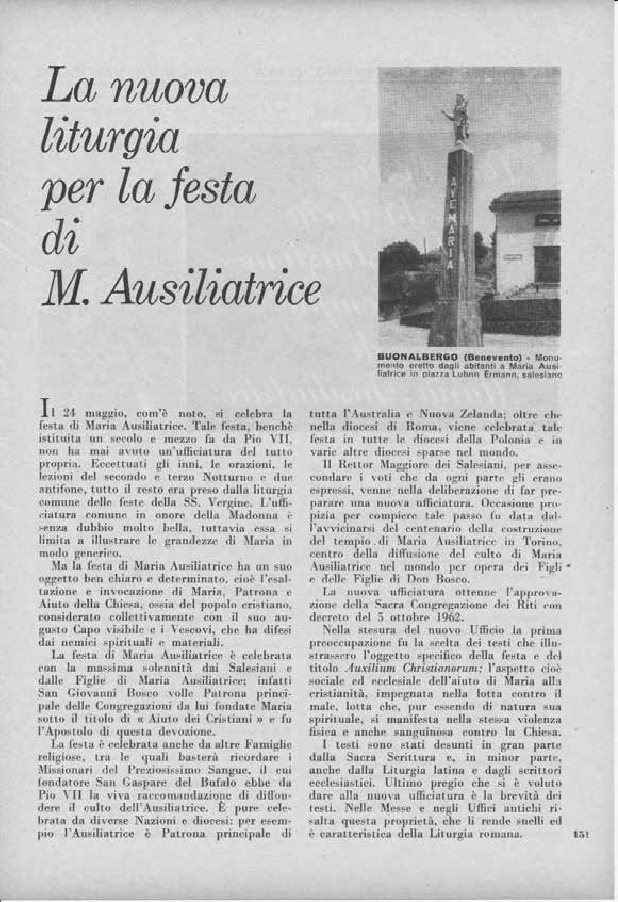 La nuova
liturgia
per la festa
di
M. Ausiliatrice
AVE MARIA
BUONALBERGO (Benevento) - Monu-
mento eretto dagli abitanti a Maria Ausi-
liatrice in piazza Luhnn Ermann, salesiano
Il 24 maggio, com'è noto, si celebra la
festa di Maria Ausiliatrice. Tale festa, benchè
istituita un secolo e mezzo fa da Pio VII,
non ha mai avuto un'ufficiatura del tutto
propria. Eccettuati gli inni, le orazioni, le
lezioni del secondo e terzo Notturno e due
antifone, tutto il resto era preso dalla liturgia
comune delle feste della SS. Vergine. L'uffi-
ciatura comune in onore della Madonna è
senza dubbio molto bella, tuttavia essa si
limita a illustrare le grandezze di Maria in
modo generico.
Ma la festa di Maria Ausiliatrice ha un suo
oggetto ben chiaro e determinato, cioè l'esal-
tazione e invocazione di Maria, Patrona e
Aiuto della Chiesa, ossia del popolo cristiano,
considerato collettivamente con il suo au-
gusto Capo visibile e i Vescovi, che ha difesi
dai nemici spirituali e materiali.
La festa di Maria Ausiliatrice è celebrata
con la massima solennità dai Salesiani e
dalle Figlie di Maria Ausiliatrice; infatti
San Giovanni Bosco volle Patrona princi-
pale delle Congregazioni da lui fondate Maria
sotto il titolo di « Aiuto dei Cristiani » e fu
l'Apostolo di questa devozione.
La festa è celebrata anche da altre Famiglie
religiose, tra le quali basterà ricordare i
Missionari del Preziosissimo Sangue, il cui
fondatore San Gaspare del Bufalo ebbe da
Pio VII la viva raccomandazione di diffon-
dere il culto dell'Ausiliatrice. È pure cele-
brata da diverse Nazioni e diocesi: per esem-
pio l'Ausiliatrice è Patrona principale di
tutta l'Australia e Nuova Zelanda; oltre che
nella diocesi di Roma, viene celebrata tale
festa in tutte le diocesi della Polonia e in
varie altre diocesi sparse nel mondo.
Il Rettor Maggiore dei Salesiani, per asse-
condare i voti che da ogni parte gli erano
espressi, venne nella deliberazione di far pre-
parare una nuova ufficiatura. Occasione pro-
pizia per compiere tale passo fu data dal-
l'avvicinarsi del centenario della costruzione
del tempio di Maria Ausiliatrice in Torino,
centro della diffusione del culto di Maria
Ausiliatrice nel mondo per opera dei Figli
e delle Figlie di Don Bosco.
La nuova ufficiatura ottenne l'approva-
zione della Sacra Congregazione dei Riti con
decreto del 5 ottobre 1962.
Nella stesura del nuovo Ufficio la prima
preoccupazione fu la scelta dei testi che illu-
strassero l'oggetto specifico della festa e del
titolo Auxilium Christianorum; l'aspetto cioè
sociale ed ecclesiale dell'aiuto di Maria alla
cristianità, impegnata nella lotta contro il
male, lotta che, pur essendo di natura sua
spirituale, si manifesta nella stessa violenza
fisica e anche sanguinosa contro la Chiesa.
I testi sono stati desunti in gran parte
dalla Sacra Scrittura e, in minor parte,
anche dalla Liturgia latina e dagli scrittori
ecclesiastici. Ultimo pregio che si è voluto
dare alla nuova ufficiatura è la brevità dei
testi. Nelle Messe e negli Uffici antichi ri-
salta questa proprietà, che li rende snelli ed
è caratteristica della Liturgia romana.